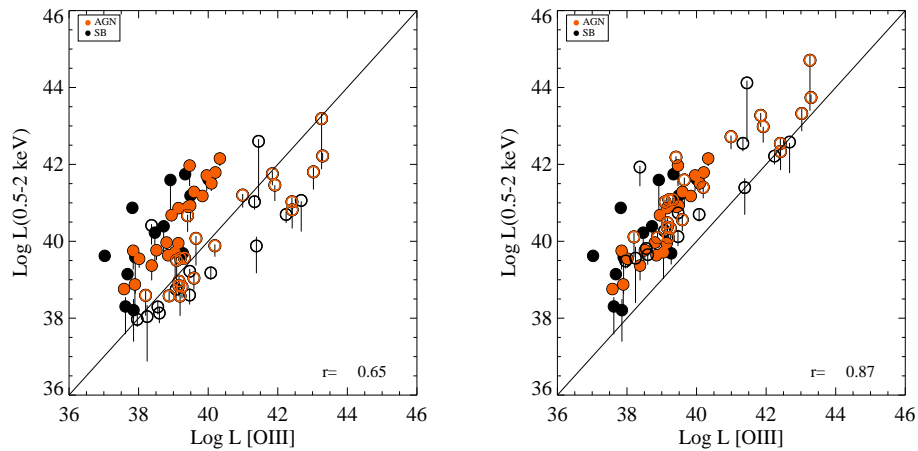 46
AGN
SB
44
42
40
38
36
Log L(0.5-2 keV)
r= 0.65
36 38 40 42 44 46
Log L [OIII]
46
AGN
SB
44
42
40
38
36
Log L(0.5-2 keV)
r= 0.87
36 38 40 42 44 46
Log L [OIII]